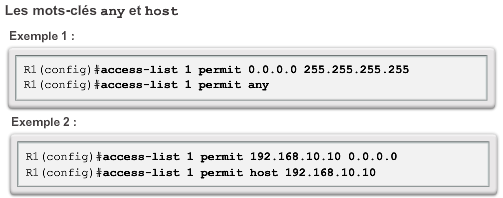 Les mots-clés any et host
Exemple 1 :
R1(config)#access-list 1 permit 0.0.0.0 255.255.255.255
R1(config)#access-list 1 permit any
Exemple 2 :
R1(config)#access-list 1 permit 192.168.10.10 0.0.0.0
R1(config)#access-list 1 permit host 192.168.10.10